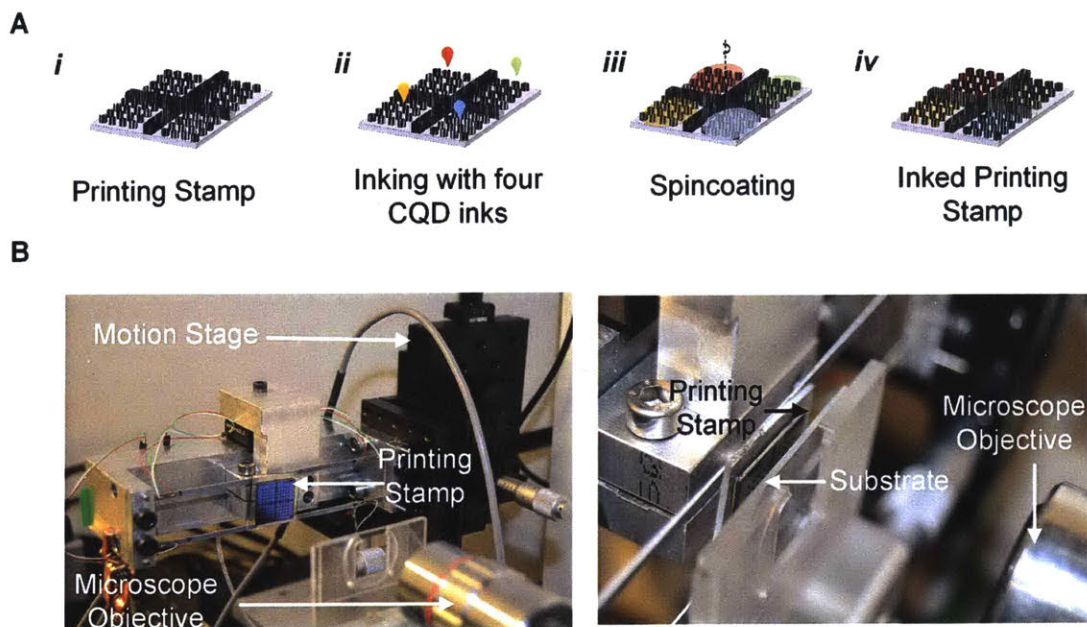 A
i
ii
iii
iv
Printing Stamp
Inking with four
CQD inks
Spincoating
Inked Printing
Stamp
B
Motion Stage
Printing
Stamp
Microscope
Objective
Printing
Stamp
Substrate
Microscope
Objective